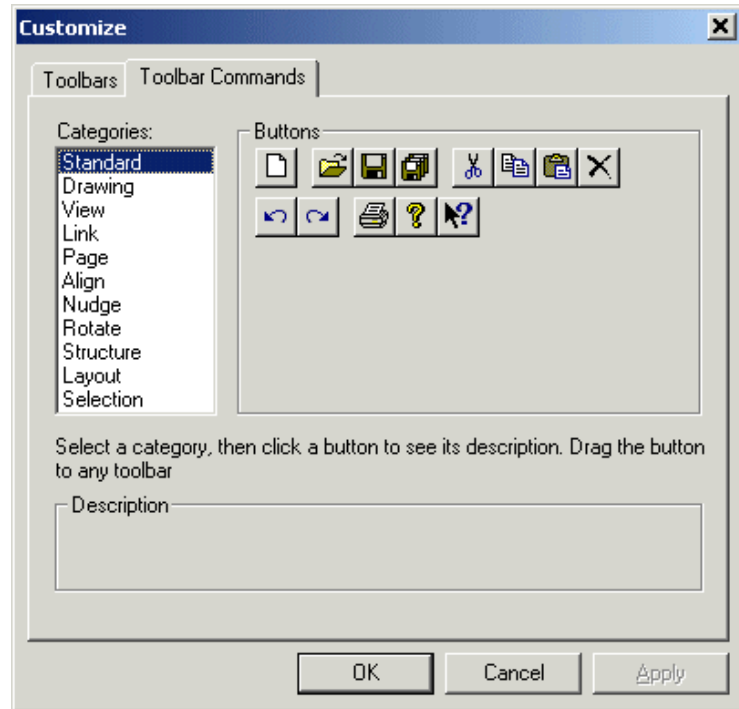 Customize
Toolbars
Toolbar Commands
Categories:
Buttons
Standard
Drawing
View
Link
Page
Align
Nudge
Rotate
Structure
Layout
Selection
Select a category, then click a button to see its description. Drag the button
to any toolbar
Description
OK
Cancel
Apply